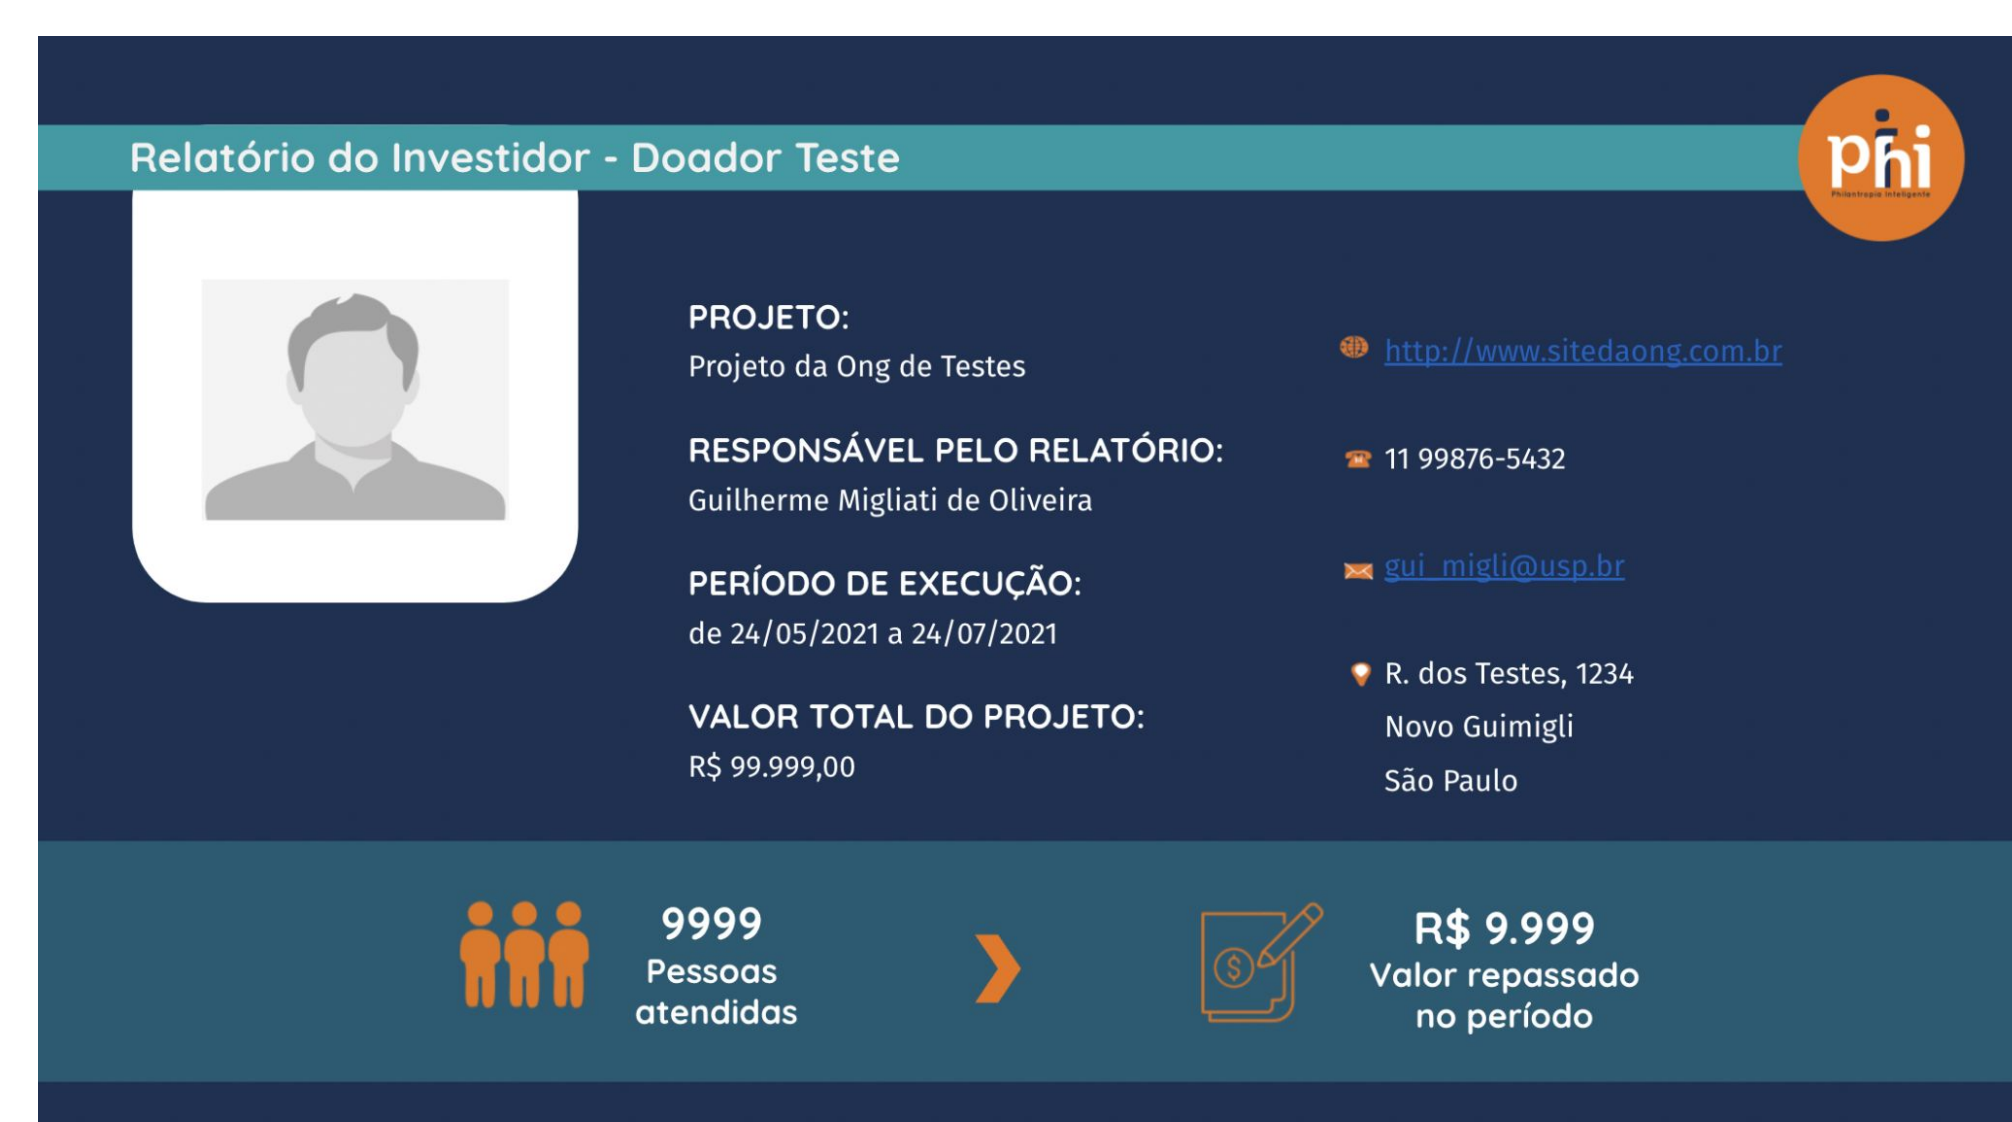 Relatório do Investidor - Doador Teste
phi
Philantropia Inteligente
PROJETO:
Projeto da Ong de Testes
RESPONSÁVEL PELO RELATÓRIO:
Guilherme Migliati de Oliveira
PERÍODO DE EXECUÇÃO:
de 24/05/2021 a 24/07/2021
VALOR TOTAL DO PROJETO:
R$ 99.999,00
http://www.sitedaong.com.br
11 99876-5432
gui_migli@usp.br
R. dos Testes, 1234
Novo Guimigli
São Paulo
9999
Pessoas
atendidas
$
R$ 9.999
Valor repassado
no período